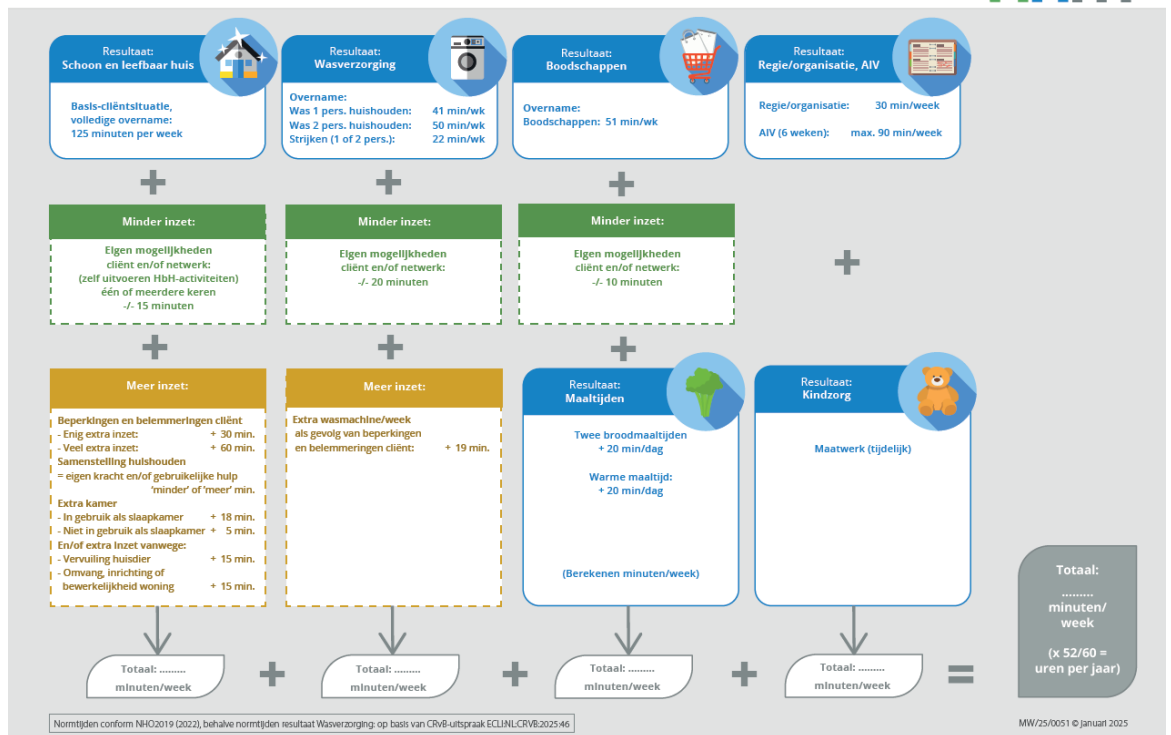 Resultaat:
Schoon en leefbaar huis
Basis-cliëntsituatie,
volledige overname:
125 minuten per week
Resultaat:
Wasverzorging
Overname:
Was 1 pers. huishouden: 41 min/wk
Was 2 pers. huishouden: 50 min/wk
Strijken (1 of 2 pers.): 22 min/wk
Resultaat:
Boodschappen
Overname:
Boodschappen: 51 min/wk
Resultaat:
Regie/organisatie, AIV
Regie/organisatie: 30 min/week
AIV (6 weken): max. 90 min/week
+
+
+
Minder inzet:
Eigen mogelijkheden
cliënt en/of netwerk:
(zelf uitvoeren HbH-activiteiten)
één of meerdere keren
-/- 15 minuten
Minder inzet:
Eigen mogelijkheden
cliënt en/of netwerk:
-/- 20 minuten
Minder inzet:
Eigen mogelijkheden
cliënt en/of netwerk:
-/- 10 minuten
+
+
+
+
Meer inzet:
Beperkingen en belemmeringen cliënt
- Enig extra inzet: + 30 min.
- Veel extra inzet: + 60 min.
Samenstelling huishouden
= eigen kracht en/of gebruikelijke hulp
‘minder’ of ‘meer’ min.
Extra kamer
- In gebruik als slaapkamer + 18 min.
- Niet in gebruik als slaapkamer + 5 min.
En/of extra inzet vanwege:
- Vervuiling huisdier + 15 min.
- Omvang, inrichting of
bewerkelijkheid woning + 15 min.
Meer inzet:
Extra wasmachine/week
als gevolg van beperkingen
en belemmeringen cliënt: + 19 min.
Resultaat:
Maaltijden
Twee broodmaaltijden
+ 20 min/dag
Warme maaltijd:
+ 20 min/dag
(Berekenen minuten/week)
Resultaat:
Kindzorg
Maatwerk (tijdelijk)
Totaal: .........
minuten/week
+
Totaal: .........
minuten/week
+
Totaal: .........
minuten/week
+
Totaal: .........
minuten/week
=
Totaal:
.........
minuten/
week
(x 52/60 =
uren per jaar)
Normtijden conform NHO2019 (2022), behalve normtijden resultaat Wasverzorging: op basis van CRvB-uitspraak ECLI:NL:CRVB:2025:46
MW/25/0051 © Januari 2025